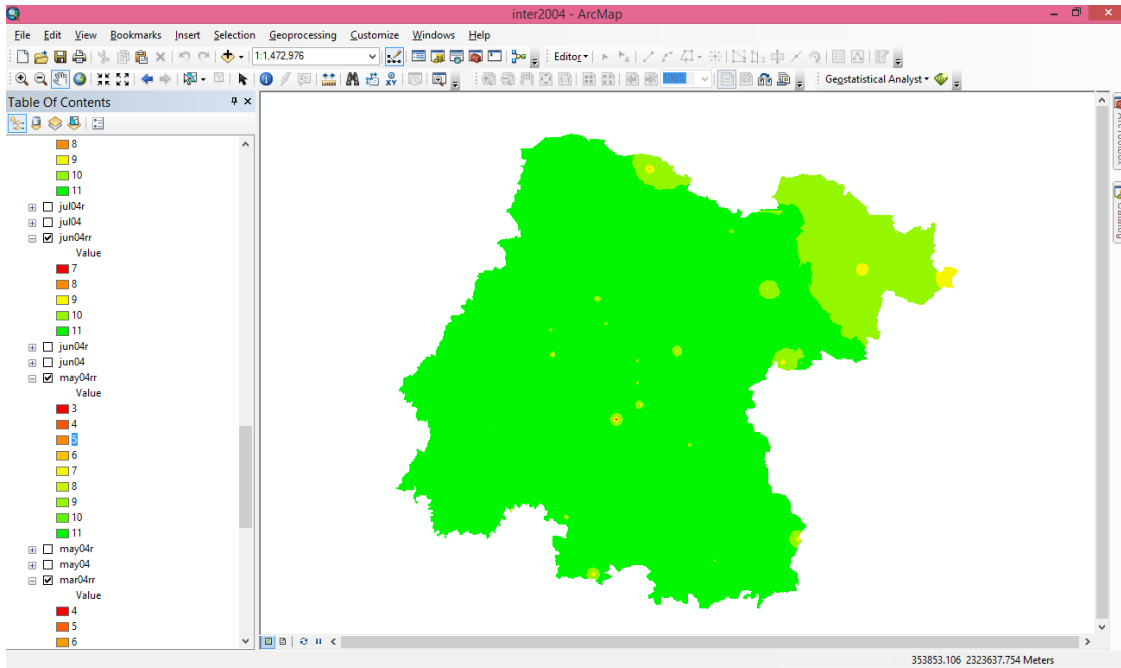 inter2004 - ArcMap
File Edit View Bookmarks Insert Selection Geoprocessing Customize Windows Help
1:1,472,976 Editor
100% Geostatistical Analyst
Table Of Contents
8
9
10
11
jul04r
jul04
jun04rr
Value
7
8
9
10
11
jun04r
jun04
may04rr
Value
3
4
5
6
7
8
9
10
11
may04r
may04
mar04rr
Value
4
5
6
ArcToolbox
Catalog
353853.106 2323637.754 Meters